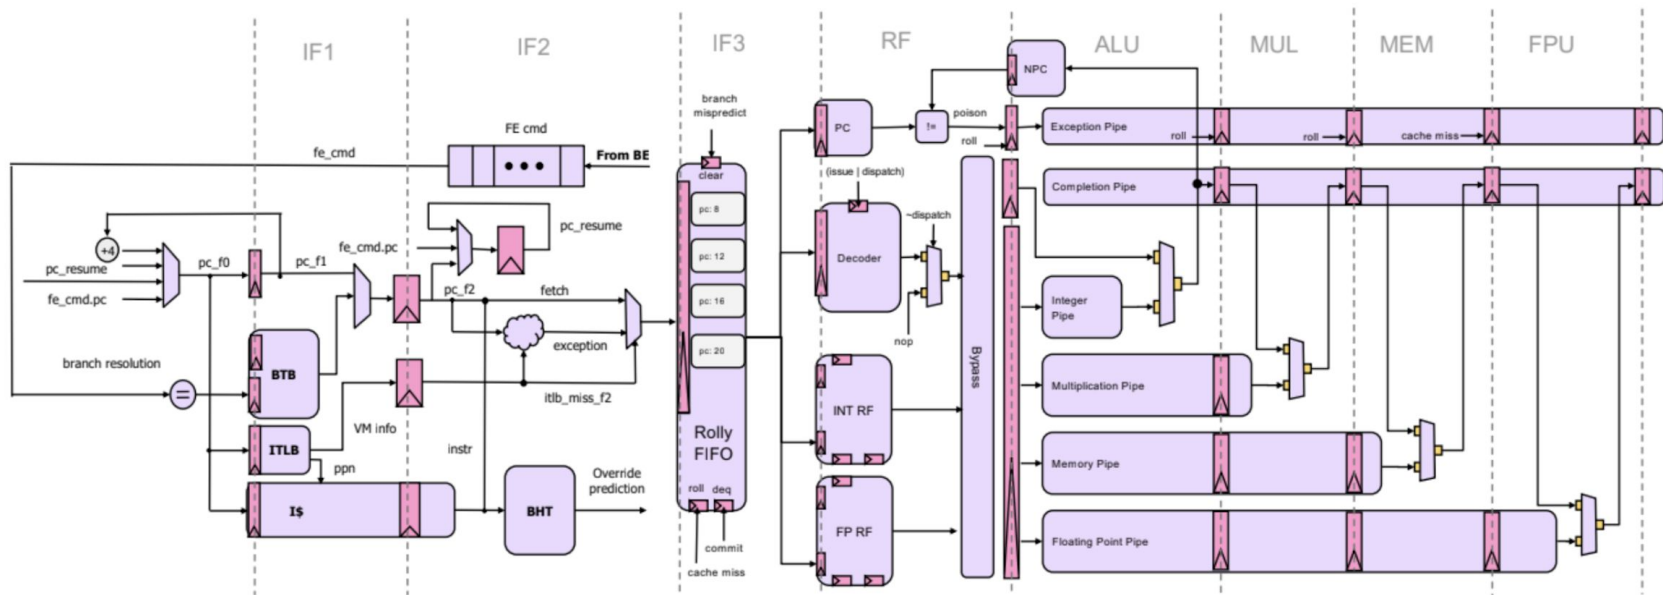 IF1
IF2
IF3
RF
ALU
MUL
MEM
FPU
FE cmd
fe_cmd
From BE
+4
pc_resume
fe_cmd.pc
pc_f0
pc_f1
fe_cmd.pc
pc_resume
pc_f2
fetch
exception
itlb_miss_f2
branch resolution
=
BTB
ITLB
VM info
ppn
I$
instr
BHT
Override
prediction
branch
mispredict
clear
pc: 8
pc: 12
pc: 16
pc: 20
Rolly
FIFO
roll
deq
commit
cache miss
PC
!=
poison
roll
NPC
(issue | dispatch)
Decoder
~dispatch
nop
INT RF
FP RF
Bypass
Exception Pipe
roll
roll
cache miss
Completion Pipe
Integer
Pipe
Multiplication Pipe
Memory Pipe
Floating Point Pipe